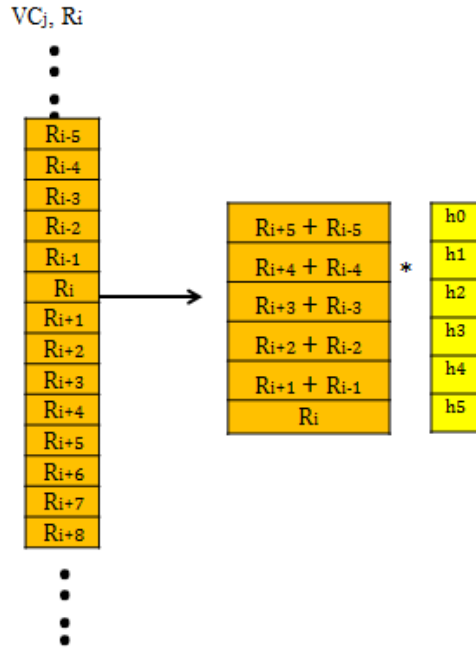 VCj, Ri
Ri-5
Ri-4
Ri-3
Ri-2
Ri-1
Ri
Ri+1
Ri+2
Ri+3
Ri+4
Ri+5
Ri+6
Ri+7
Ri+8
Ri+5 + Ri-5
Ri+4 + Ri-4
Ri+3 + Ri-3
Ri+2 + Ri-2
Ri+1 + Ri-1
Ri
*
h0
h1
h2
h3
h4
h5